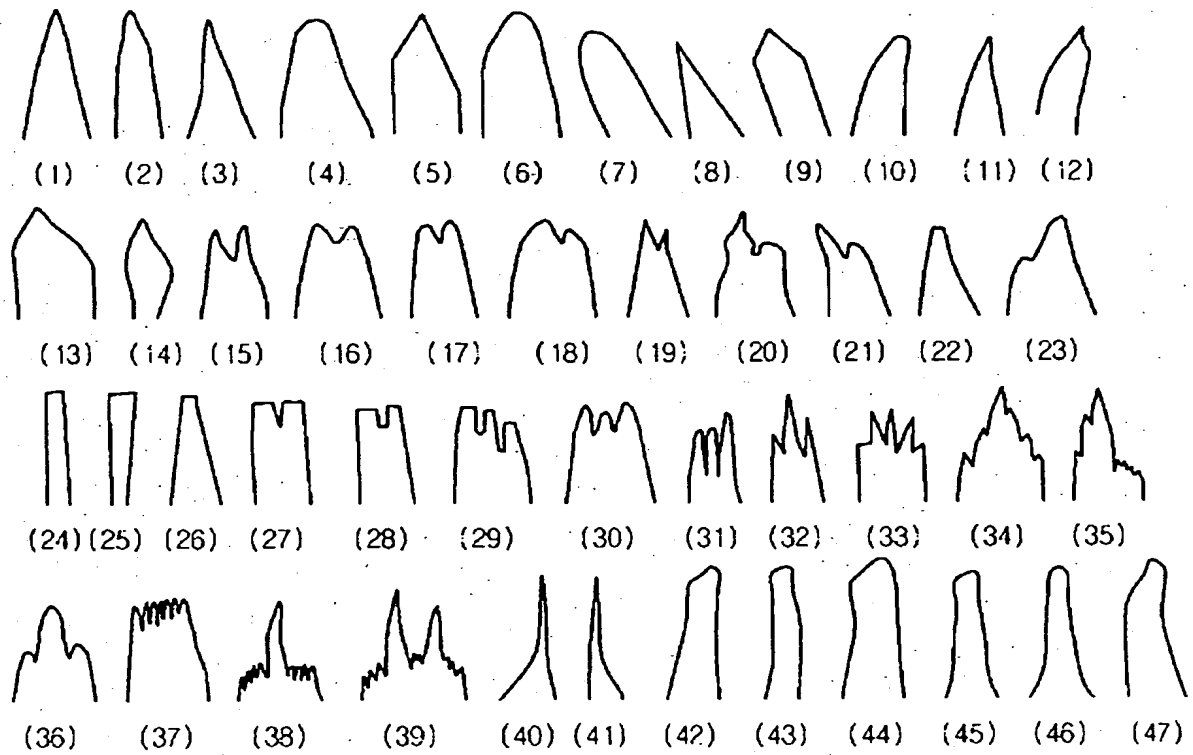 (1) (2) (3) (4) (5) (6) (7) (8) (9) (10) (11) (12)
(13) (14) (15) (16) (17) (18) (19) (20) (21) (22) (23)
(24) (25) (26) (27) (28) (29) (30) (31) (32) (33) (34) (35)
(36) (37) (38) (39) (40) (41) (42) (43) (44) (45) (46) (47)